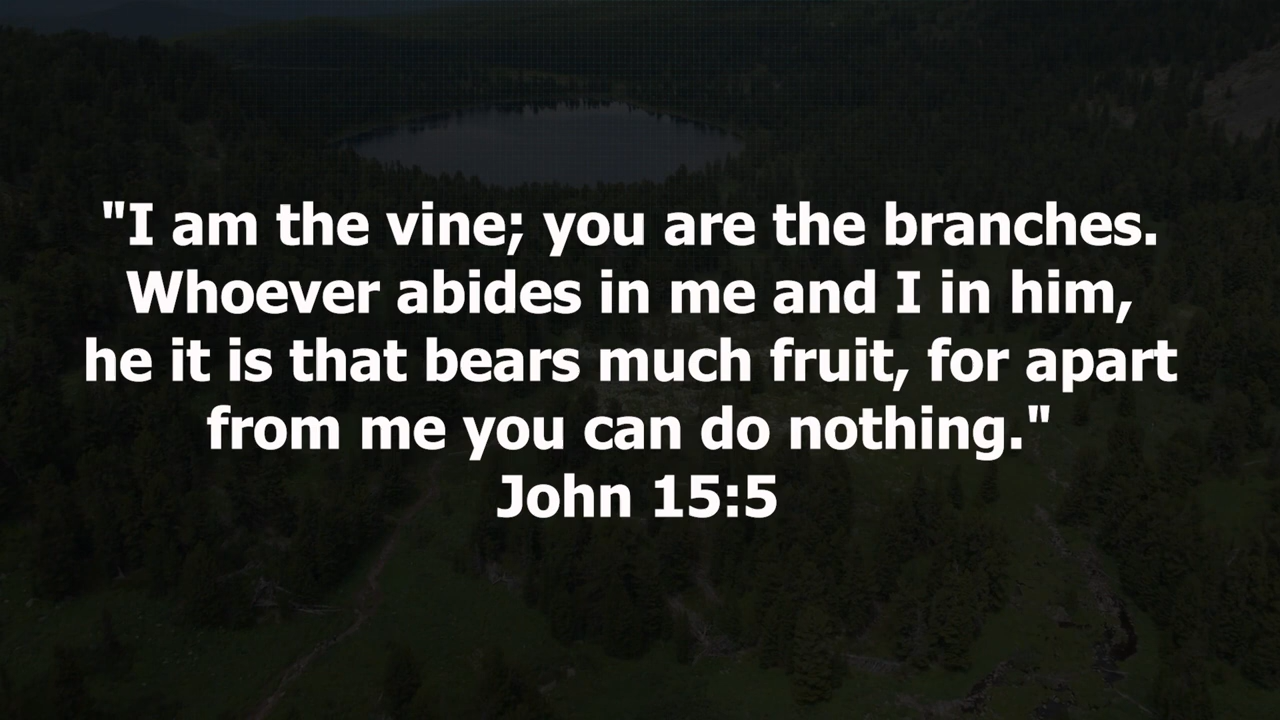 "I am the vine; you are the branches.
Whoever abides in me and I in him,
he it is that bears much fruit, for apart
from me you can do nothing."
John 15:5